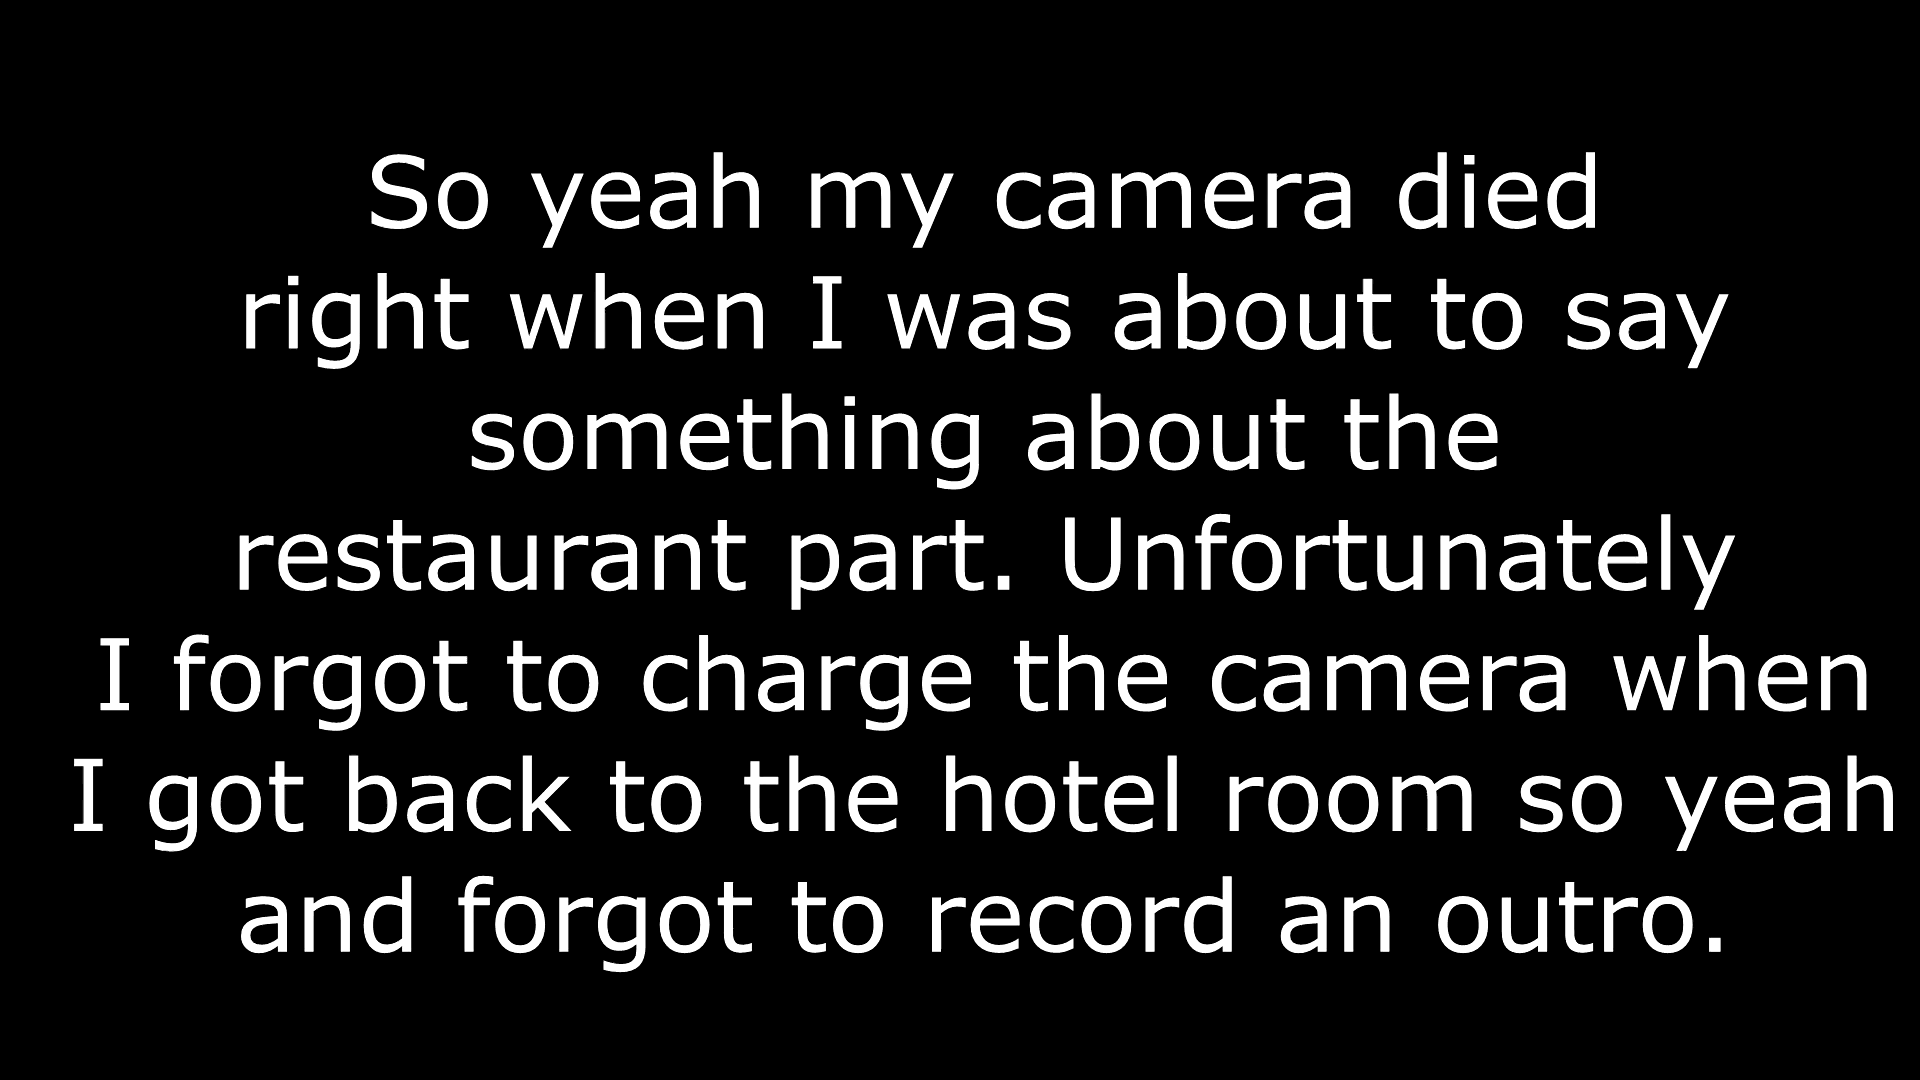 So yeah my camera died
right when I was about to say
something about the
restaurant part. Unfortunately
I forgot to charge the camera when
I got back to the hotel room so yeah
and forgot to record an outro.